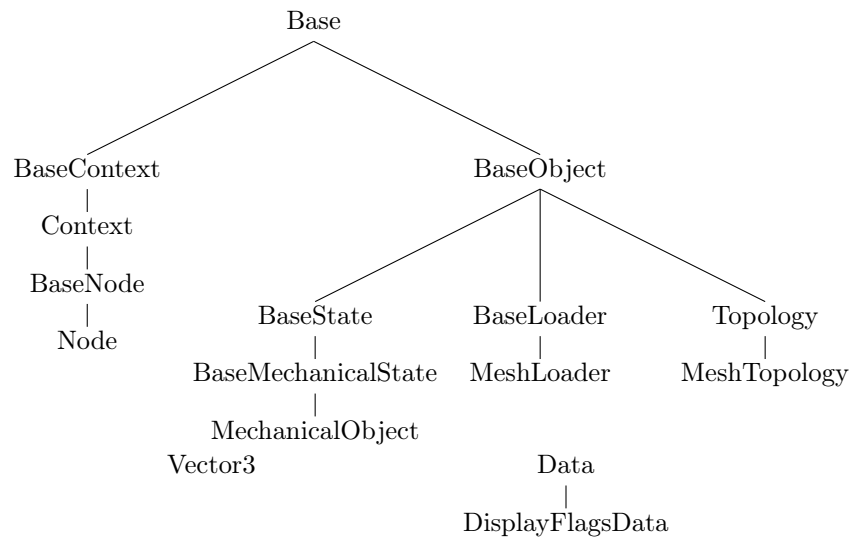 Base
BaseContext BaseObject
Context
BaseNode
Node
BaseState BaseLoader Topology
BaseMechanicalState MeshLoader MeshTopology
MechanicalObject
Vector3 Data
DisplayFlagsData